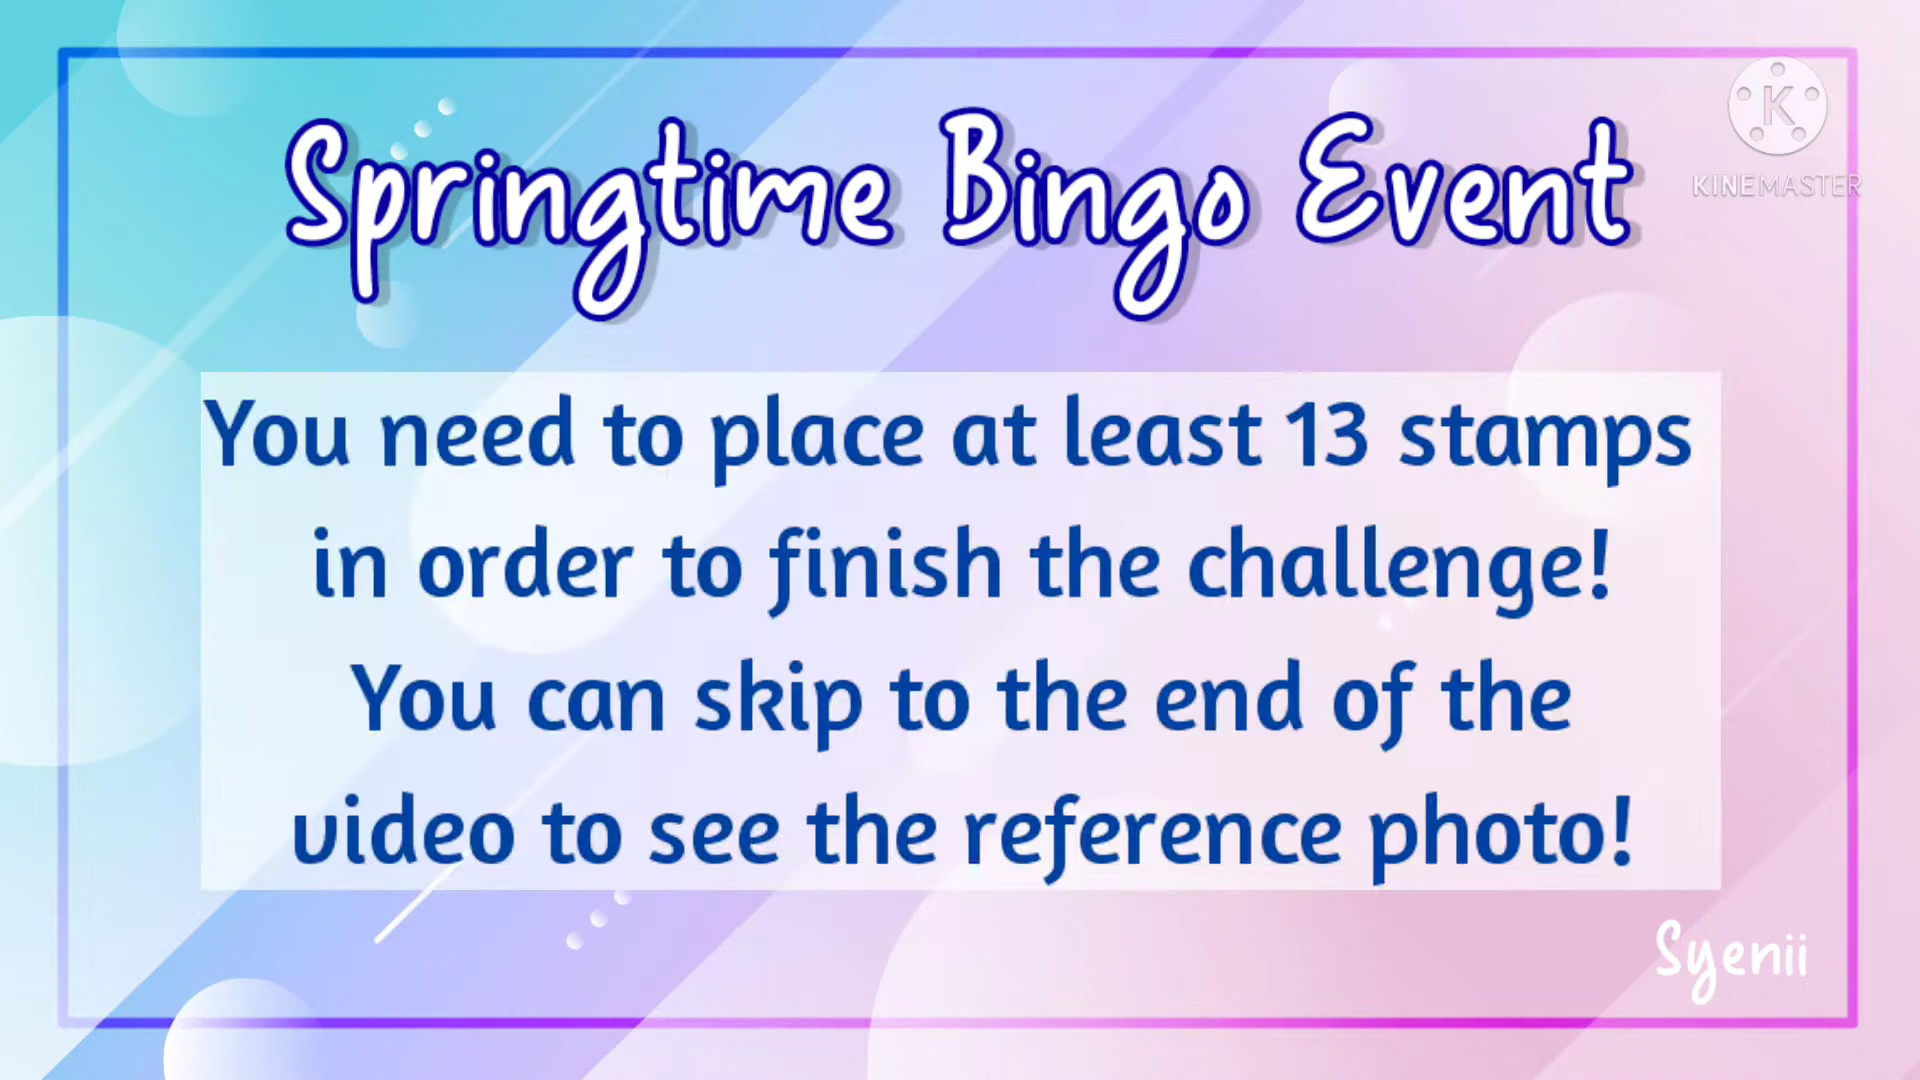 Springtime Bingo Event
KINEMASTER
You need to place at least 13 stamps
in order to finish the challenge!
You can skip to the end of the
video to see the reference photo!
Syenii